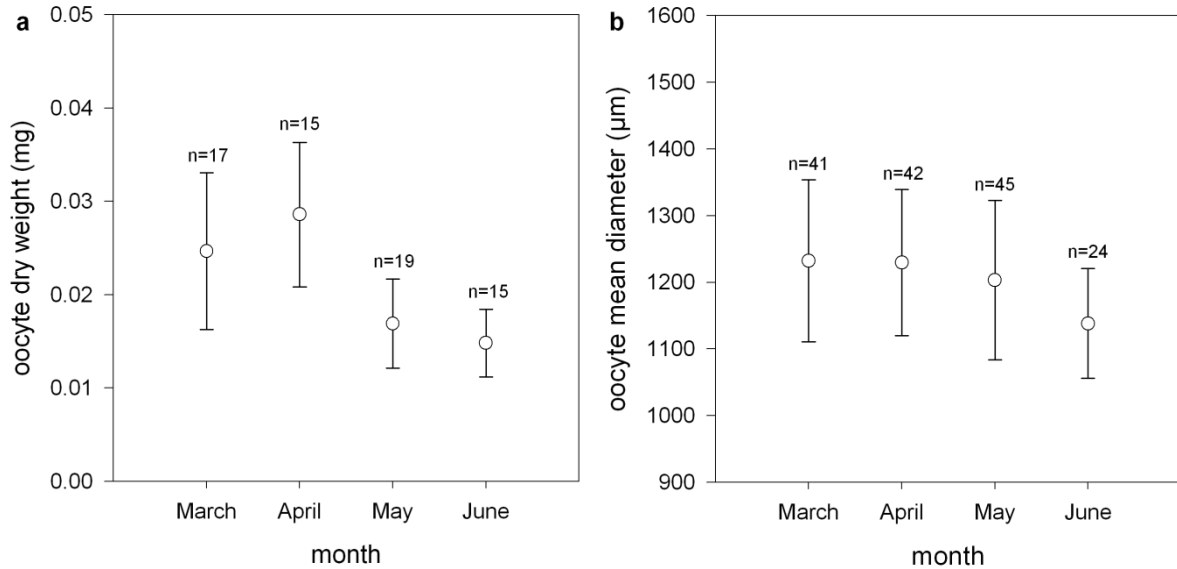 a
oocyte dry weight (mg)
0.05
0.04
0.03
0.02
0.01
0.00
n=17
n=15
n=19
n=15
March April May June
month
b
oocyte mean diameter (µm)
1600
1500
1400
1300
1200
1100
1000
900
n=41
n=42
n=45
n=24
March April May June
month